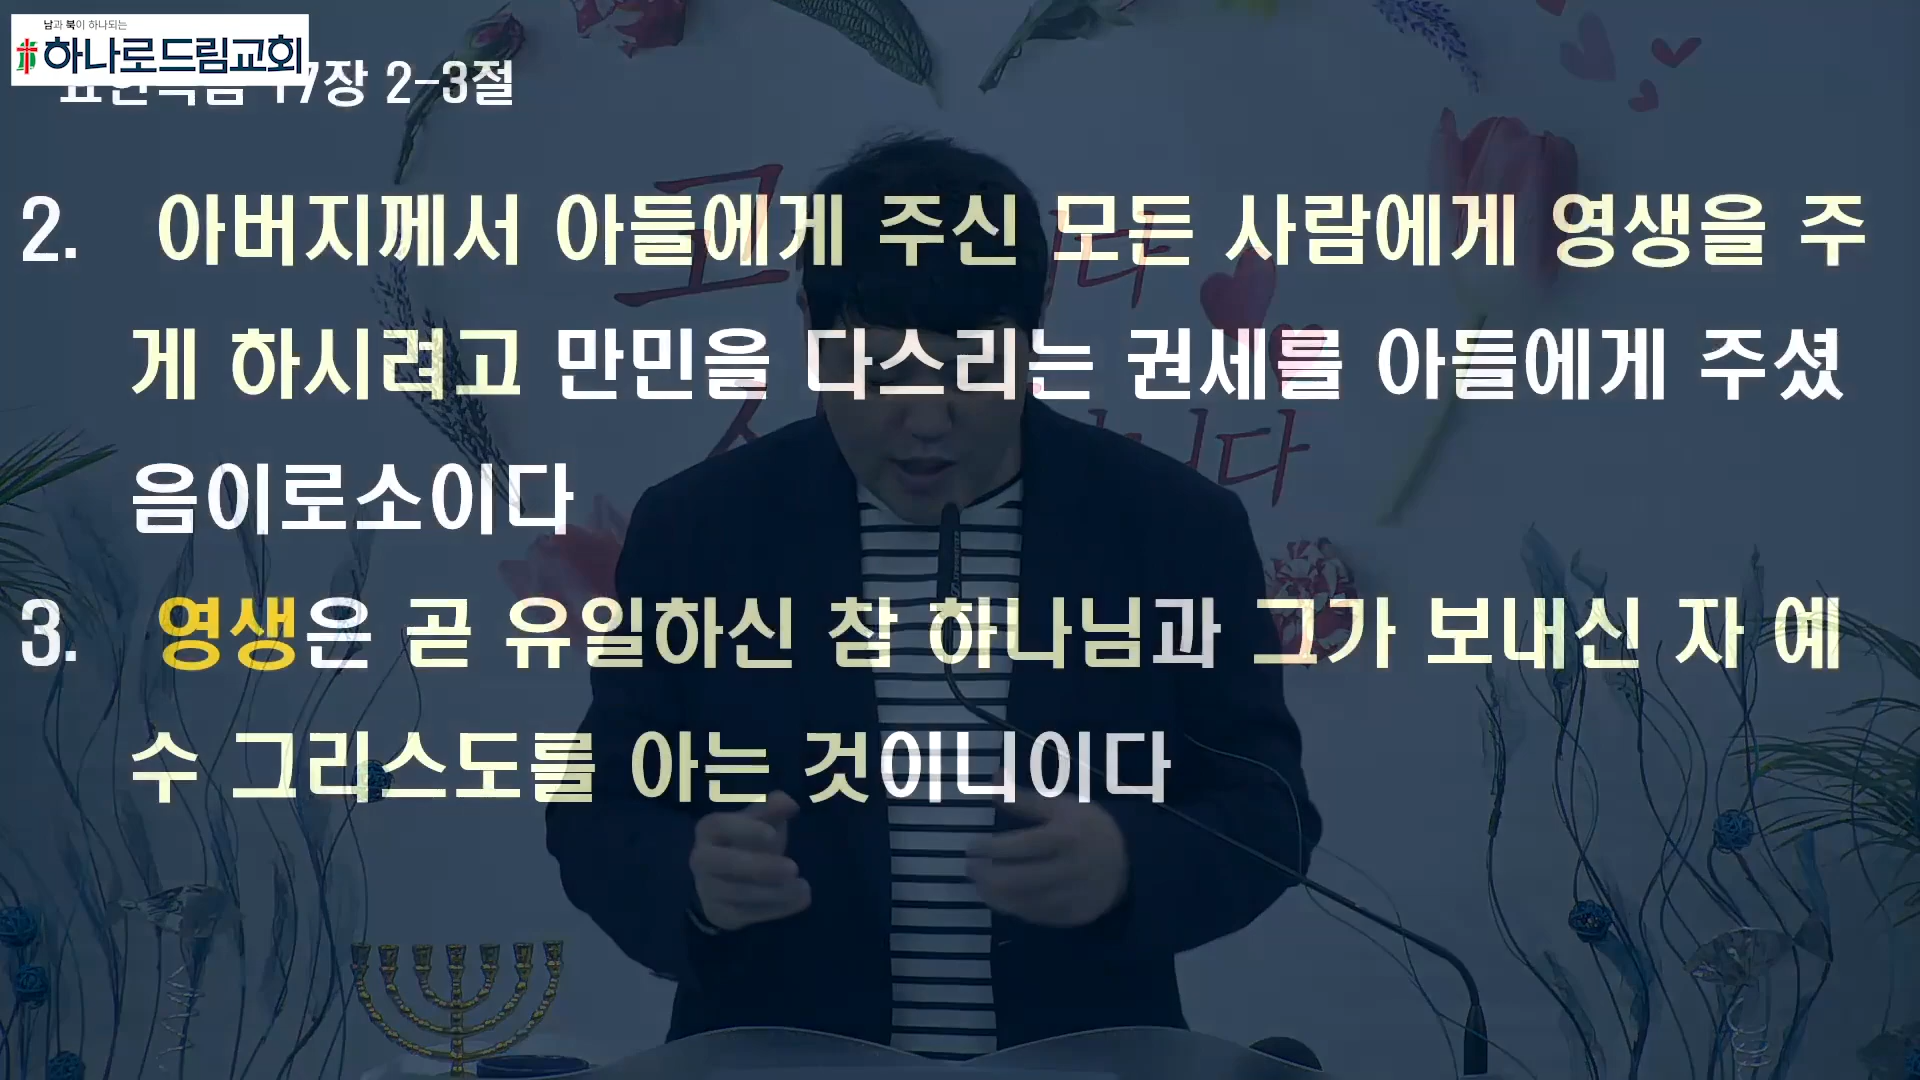 남과 북이 하나되는
하나로드림교회
17장 2-3절
2. 아버지께서 아들에게 주신 모든 사람에게 영생을 주
게 하시려고 만민을 다스리는 권세를 아들에게 주셨
음이로소이다
3. 영생은 곧 유일하신 참 하나님과 그가 보내신 자 예
수 그리스도를 아는 것이니이다